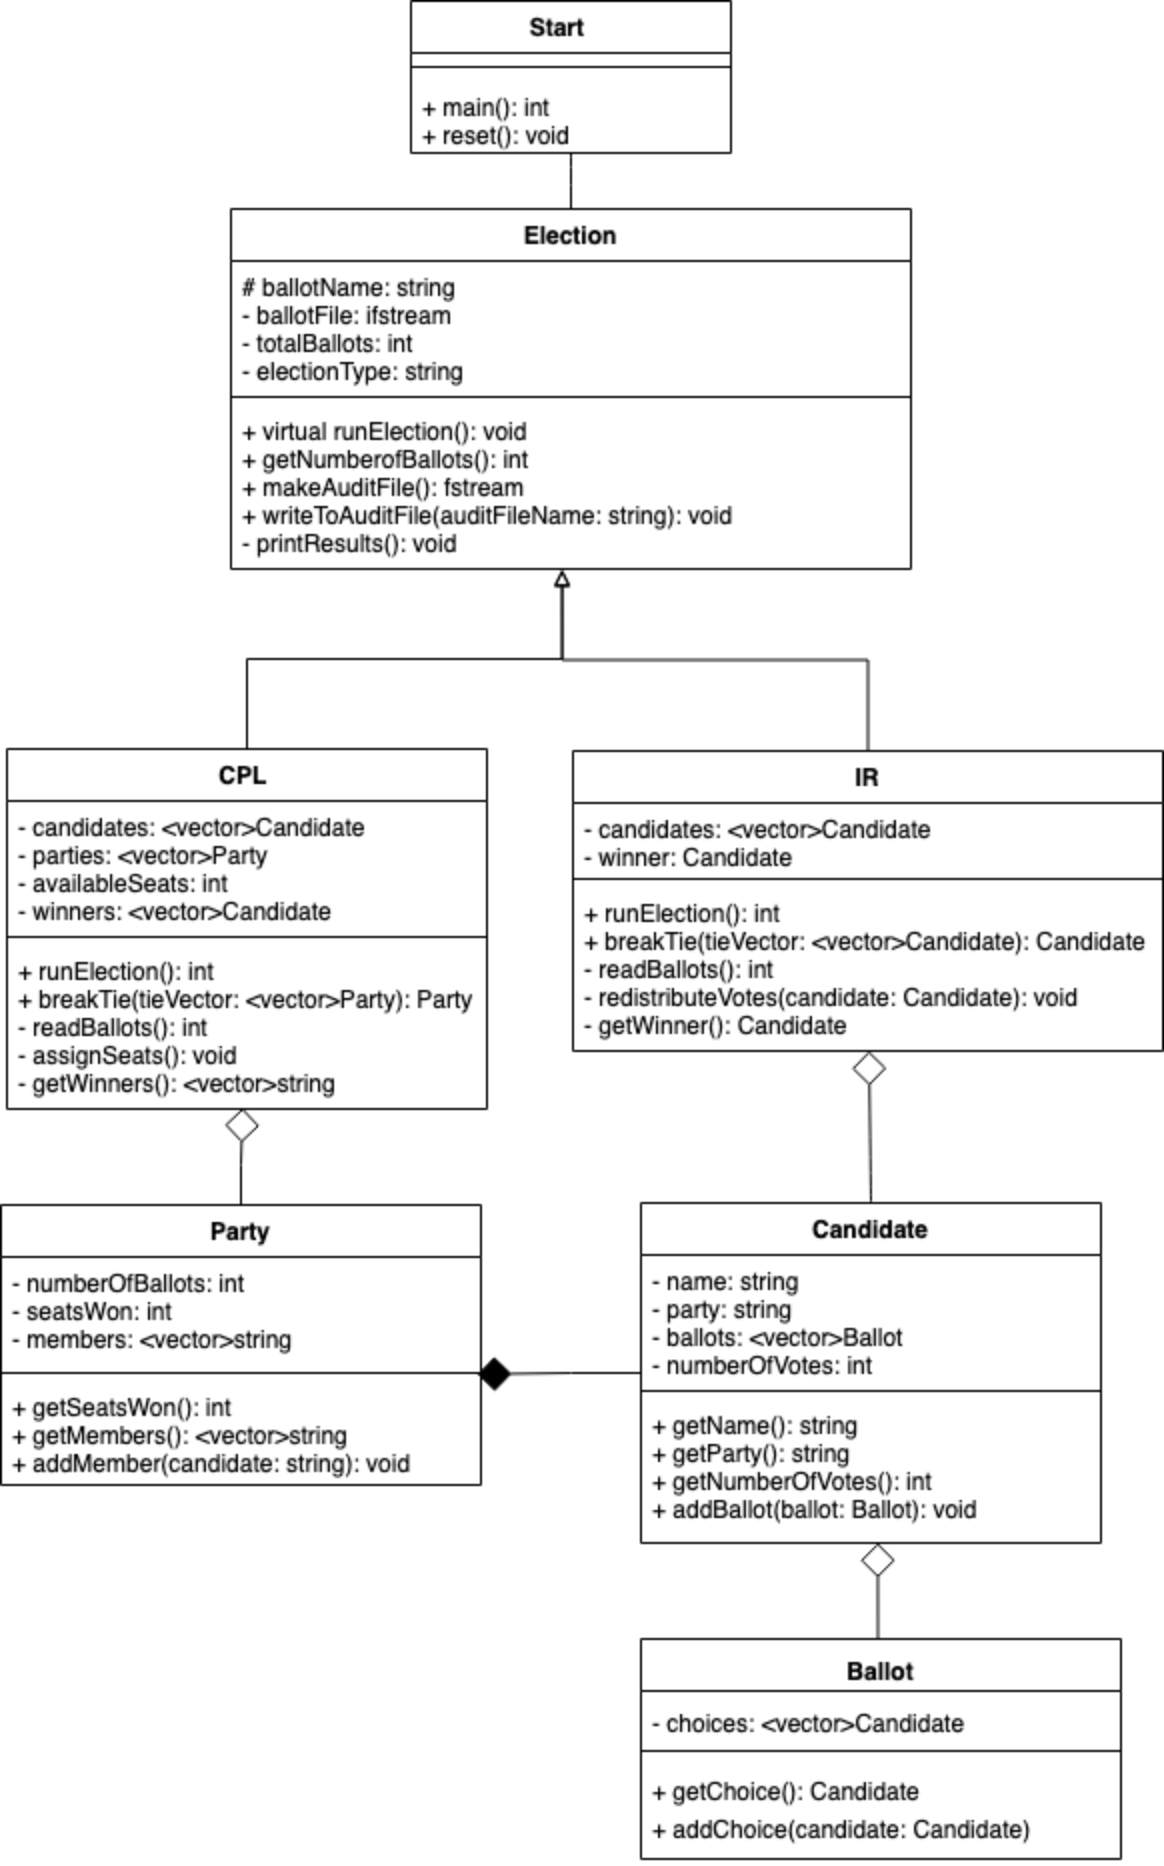 Start
+ main(): int
+ reset(): void
Election
# ballotName: string
- ballotFile: ifstream
- totalBallots: int
- electionType: string
+ virtual runElection(): void
+ getNumberofBallots(): int
+ makeAuditFile(): fstream
+ writeToAuditFile(auditFileName: string): void
- printResults(): void
CPL
- candidates: <vector>Candidate
- parties: <vector>Party
- availableSeats: int
- winners: <vector>Candidate
+ runElection(): int
+ breakTie(tieVector: <vector>Party): Party
- readBallots(): int
- assignSeats(): void
- getWinners(): <vector>string
IR
- candidates: <vector>Candidate
- winner: Candidate
+ runElection(): int
+ breakTie(tieVector: <vector>Candidate): Candidate
- readBallots(): int
- redistributeVotes(candidate: Candidate): void
- getWinner(): Candidate
Party
- numberOfBallots: int
- seatsWon: int
- members: <vector>string
+ getSeatsWon(): int
+ getMembers(): <vector>string
+ addMember(candidate: string): void
Candidate
- name: string
- party: string
- ballots: <vector>Ballot
- numberOfVotes: int
+ getName(): string
+ getParty(): string
+ getNumberOfVotes(): int
+ addBallot(ballot: Ballot): void
Ballot
- choices: <vector>Candidate
+ getChoice(): Candidate
+ addChoice(candidate: Candidate)